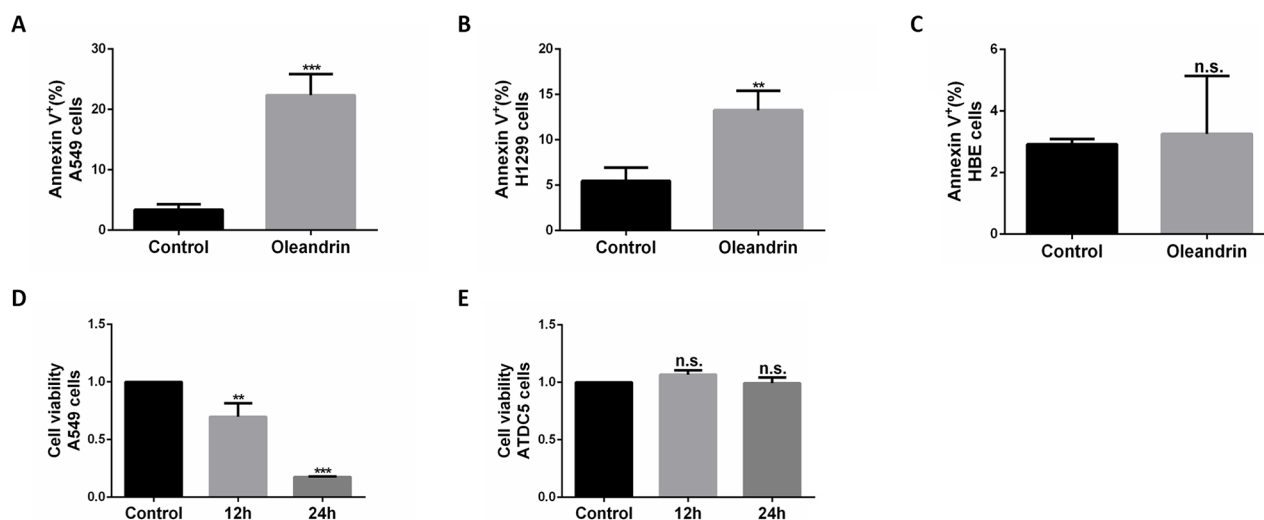 A
Annexin V⁺(%)
A549 cells
30
20
10
0
***
Control
Oleandrin
B
Annexin V⁺(%)
H1299 cells
20
15
10
5
0
**
Control
Oleandrin
C
Annexin V⁺(%)
HBE cells
6
4
2
0
n.s.
Control
Oleandrin
D
Cell viability
A549 cells
1.5
1.0
0.5
0.0
**
***
Control
12h
24h
E
Cell viability
ATDC5 cells
1.5
1.0
0.5
0.0
n.s.
n.s.
Control
12h
24h